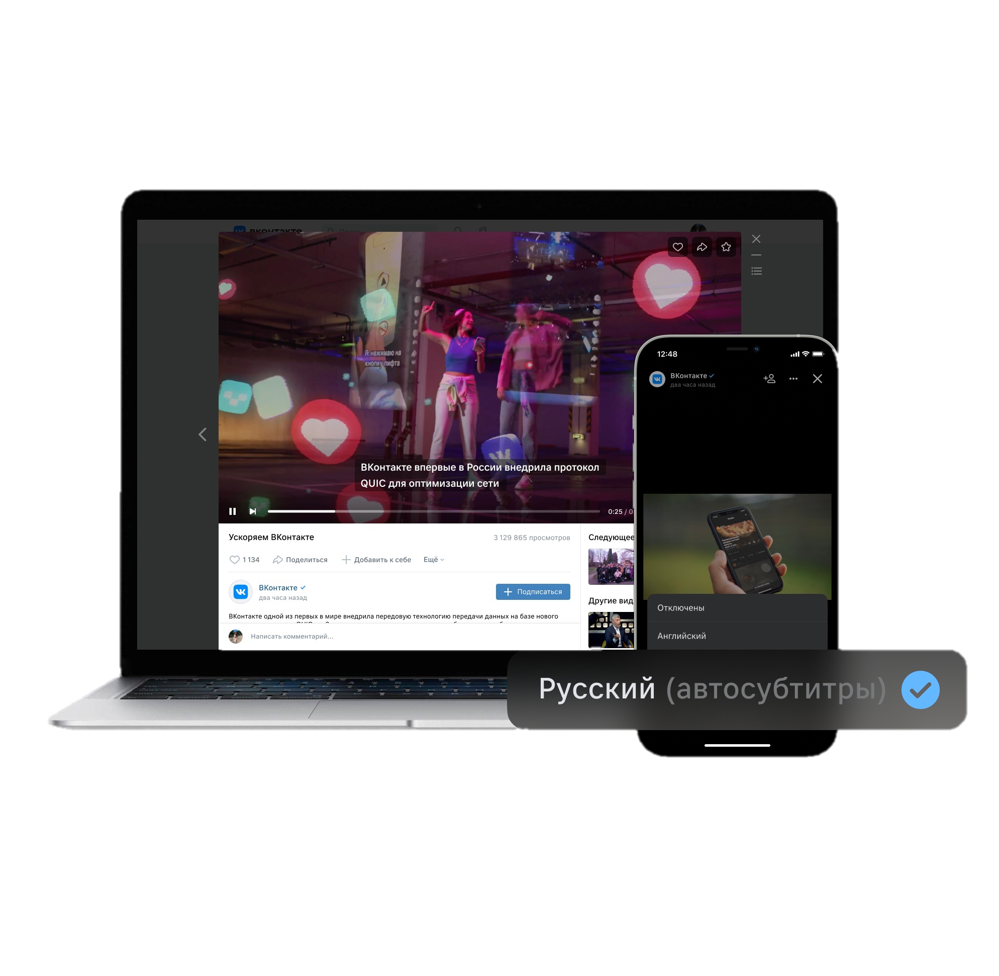 вконтакте
Я: нажимаю на
кнопку лифта
ВКонтакте впервые в России внедрила протокол
QUIC для оптимизации сети
0:25 / 0
Ускоряем ВКонтакте
3 129 865 просмотров
1 134
Поделиться
Добавить к себе
Ещё
ВКонтакте
два часа назад
Подписаться
ВКонтакте одной из первых в мире внедрила передовую технологию передачи данных на базе нового
Написать комментарий...
Следующее
Другие вид
12:48
ВКонтакте
два часа назад
Отключены
Английский
Русский (автосубтитры)